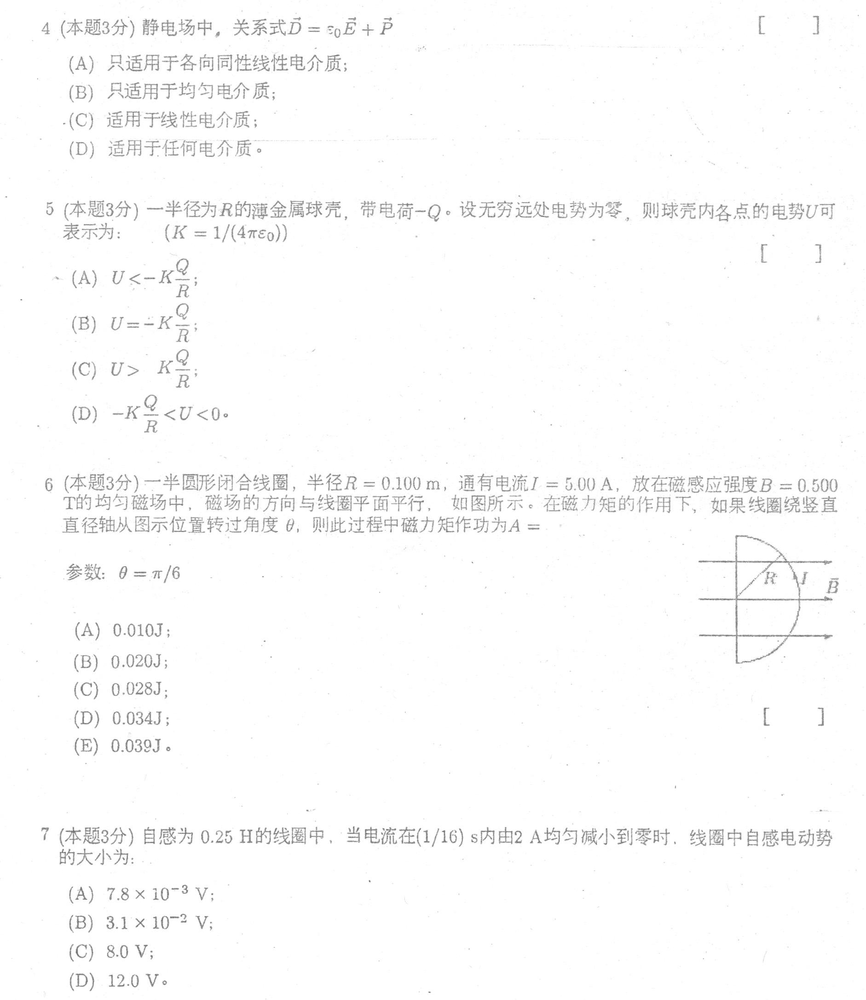 4 (本题3分) 静电场中，关系式$\vec{D} = \varepsilon_0\vec{E} + \vec{P}$ [ ]
(A) 只适用于各向同性线性电介质；
(B) 只适用于均匀电介质；
(C) 适用于线性电介质；
(D) 适用于任何电介质。
5 (本题3分) 一半径为R的薄金属球壳，带电荷−Q。设无穷远处电势为零，则球壳内各点的电势U可
表示为： (K = 1/(4πε₀))
[ ]
(A) $U < -K\frac{Q}{R}$；
(B) $U = -K\frac{Q}{R}$；
(C) $U > K\frac{Q}{R}$；
(D) $-K\frac{Q}{R} < U < 0$。
6 (本题3分) 一半圆形闭合线圈，半径R = 0.100 m，通有电流I = 5.00 A，放在磁感应强度B = 0.500
T的均匀磁场中，磁场的方向与线圈平面平行， 如图所示。在磁力矩的作用下，如果线圈绕竖直
直径轴从图示位置转过角度 θ，则此过程中磁力矩作功为A =
参数：θ = π/6
R I $\vec{B}$
(A) 0.010J；
(B) 0.020J；
(C) 0.028J；
(D) 0.034J； [ ]
(E) 0.039J。
7 (本题3分) 自感为 0.25 H的线圈中，当电流在(1/16) s内由2 A均匀减小到零时，线圈中自感电动势
的大小为：
(A) 7.8 × 10⁻³ V；
(B) 3.1 × 10⁻² V；
(C) 8.0 V；
(D) 12.0 V。